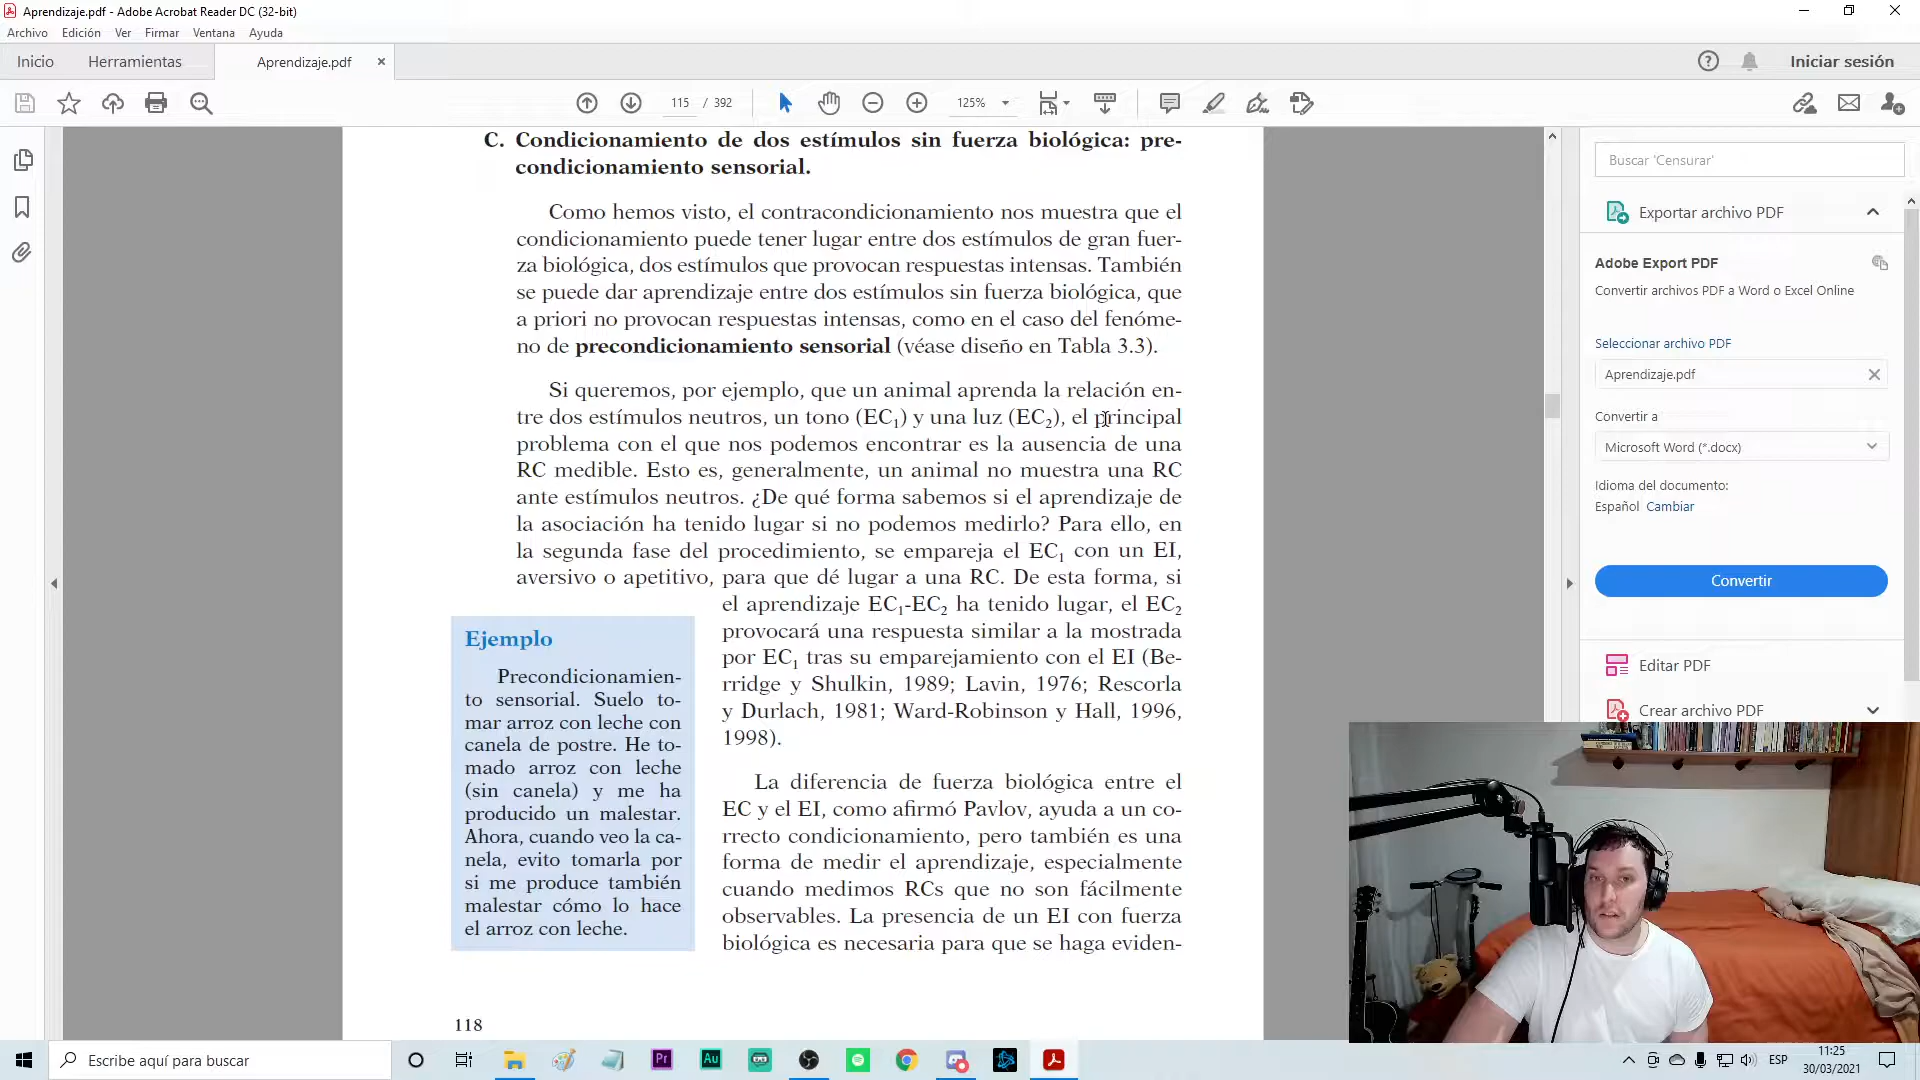 Aprendizaje.pdf - Adobe Acrobat Reader DC (32-bit)
Archivo Edición Ver Firmar Ventana Ayuda
Inicio Herramientas Aprendizaje.pdf Iniciar sesión
115 / 392 125%
C. Condicionamiento de dos estímulos sin fuerza biológica: pre-
condicionamiento sensorial.
Como hemos visto, el contracondicionamiento nos muestra que el
condicionamiento puede tener lugar entre dos estímulos de gran fuer-
za biológica, dos estímulos que provocan respuestas intensas. También
se puede dar aprendizaje entre dos estímulos sin fuerza biológica, que
a priori no provocan respuestas intensas, como en el caso del fenóme-
no de precondicionamiento sensorial (véase diseño en Tabla 3.3).
Si queremos, por ejemplo, que un animal aprenda la relación en-
tre dos estímulos neutros, un tono (EC₁) y una luz (EC₂), el principal
problema con el que nos podemos encontrar es la ausencia de una
RC medible. Esto es, generalmente, un animal no muestra una RC
ante estímulos neutros. ¿De qué forma sabemos si el aprendizaje de
la asociación ha tenido lugar si no podemos medirlo? Para ello, en
la segunda fase del procedimiento, se empareja el EC₁ con un EI,
aversivo o apetitivo, para que dé lugar a una RC. De esta forma, si
el aprendizaje EC₁-EC₂ ha tenido lugar, el EC₂
provocará una respuesta similar a la mostrada
por EC₁ tras su emparejamiento con el EI (Be-
rridge y Shulkin, 1989; Lavin, 1976; Rescorla
y Durlach, 1981; Ward-Robinson y Hall, 1996,
1998).
La diferencia de fuerza biológica entre el
EC y el EI, como afirmó Pavlov, ayuda a un co-
rrecto condicionamiento, pero también es una
forma de medir el aprendizaje, especialmente
cuando medimos RCs que no son fácilmente
observables. La presencia de un EI con fuerza
biológica es necesaria para que se haga eviden-
Ejemplo
Precondicionamien-
to sensorial. Suelo to-
mar arroz con leche con
canela de postre. He to-
mado arroz con leche
(sin canela) y me ha
producido un malestar.
Ahora, cuando veo la ca-
nela, evito tomarla por
si me produce también
malestar cómo lo hace
el arroz con leche.
118
Buscar 'Censurar'
Exportar archivo PDF
Adobe Export PDF
Convertir archivos PDF a Word o Excel Online
Seleccionar archivo PDF
Aprendizaje.pdf
Convertir a
Microsoft Word (*.docx)
Idioma del documento:
Español Cambiar
Convertir
Editar PDF
Crear archivo PDF
Escribe aquí para buscar
Pr
Au
ESP
11:25
30/03/2021